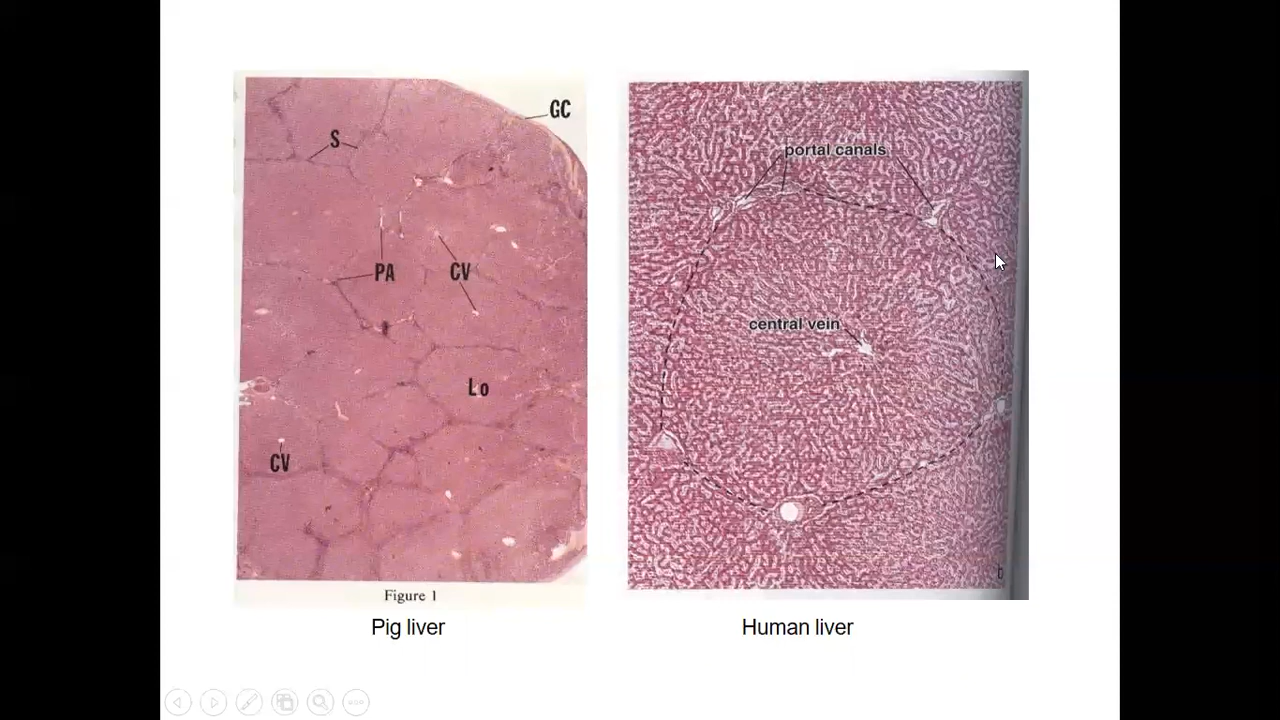 GC
S
PA
CV
Lo
CV
Figure 1
Pig liver
portal canals
central vein
b
Human liver